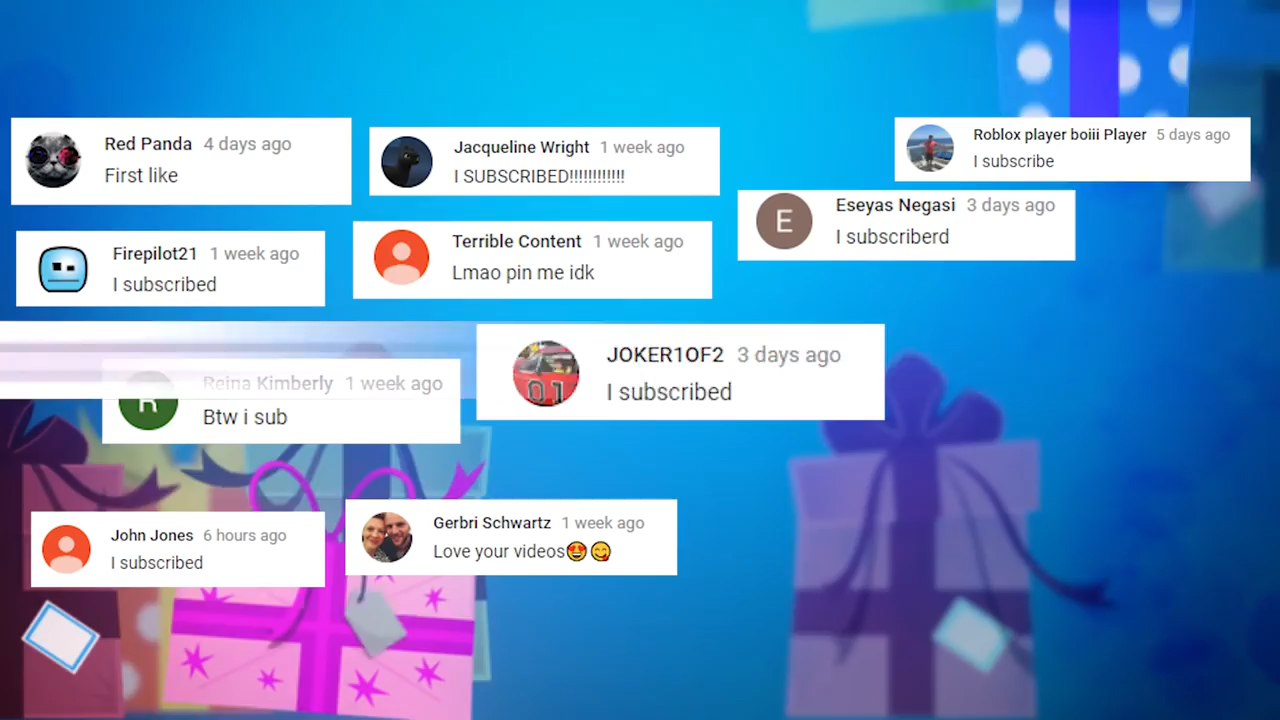 Red Panda 4 days ago
First like
Jacqueline Wright 1 week ago
I SUBSCRIBED!!!!!!!!!!!!
Roblox player boiii Player 5 days ago
I subscribe
Eseyas Negasi 3 days ago
E
I subscriberd
Firepilot21 1 week ago
I subscribed
Terrible Content 1 week ago
Lmao pin me idk
JOKER1OF2 3 days ago
01
I subscribed
Reina Kimberly 1 week ago
R
Btw i sub
John Jones 6 hours ago
I subscribed
Gerbri Schwartz 1 week ago
Love your videos😍😋